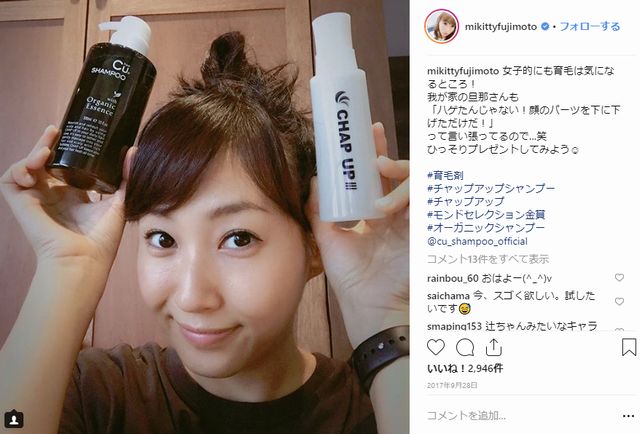 Cu.
SHAMPOO
with
Organic
Essence
CHAP UP!!!
mikittyfujimoto • フォローする
mikittyfujimoto 女子的にも育毛は気にな
るところ！
我が家の旦那さんも
「ハゲたんじゃない！顔のパーツを下に下
げただけだ！」
って言い張ってるので…笑
ひっそりプレゼントしてみよう☺
#育毛剤
#チャップアップシャンプー
#チャップアップ
#モンドセレクション金賞
#オーガニックシャンプー
@cu_shampoo_official
コメント13件をすべて表示
rainbou_60 おはよー(^_^)v
saichama 今、スゴく欲しい。試した
いです😅
smaping153 辻ちゃんみたいなキャラ
いいね！2,946件
2017年9月28日
コメントを追加...